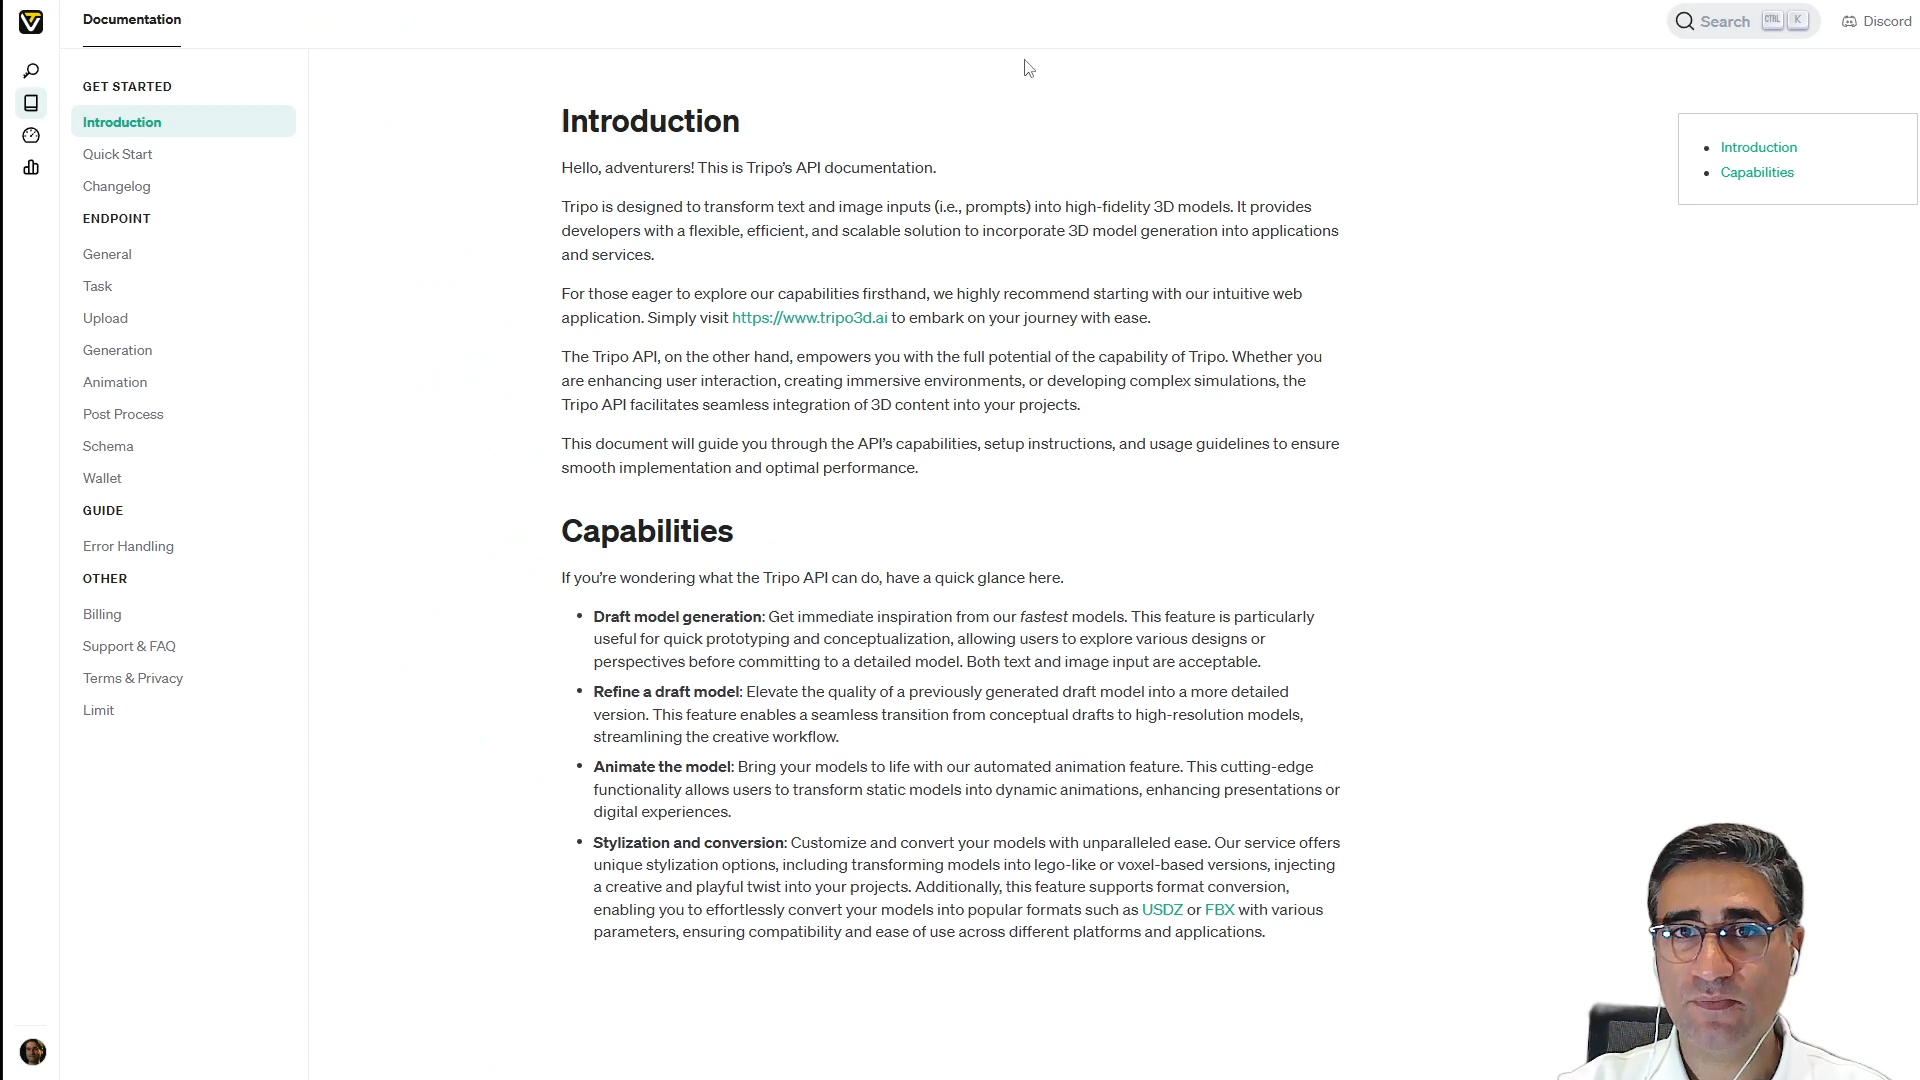 Documentation
Search CTRL K
Discord
GET STARTED
Introduction
Quick Start
Changelog
ENDPOINT
General
Task
Upload
Generation
Animation
Post Process
Schema
Wallet
GUIDE
Error Handling
OTHER
Billing
Support & FAQ
Terms & Privacy
Limit
Introduction
Hello, adventurers! This is Tripo’s API documentation.
Tripo is designed to transform text and image inputs (i.e., prompts) into high-fidelity 3D models. It provides
developers with a flexible, efficient, and scalable solution to incorporate 3D model generation into applications
and services.
For those eager to explore our capabilities firsthand, we highly recommend starting with our intuitive web
application. Simply visit https://www.tripo3d.ai to embark on your journey with ease.
The Tripo API, on the other hand, empowers you with the full potential of the capability of Tripo. Whether you
are enhancing user interaction, creating immersive environments, or developing complex simulations, the
Tripo API facilitates seamless integration of 3D content into your projects.
This document will guide you through the API’s capabilities, setup instructions, and usage guidelines to ensure
smooth implementation and optimal performance.
Capabilities
If you’re wondering what the Tripo API can do, have a quick glance here.
• Draft model generation: Get immediate inspiration from our fastest models. This feature is particularly
useful for quick prototyping and conceptualization, allowing users to explore various designs or
perspectives before committing to a detailed model. Both text and image input are acceptable.
• Refine a draft model: Elevate the quality of a previously generated draft model into a more detailed
version. This feature enables a seamless transition from conceptual drafts to high-resolution models,
streamlining the creative workflow.
• Animate the model: Bring your models to life with our automated animation feature. This cutting-edge
functionality allows users to transform static models into dynamic animations, enhancing presentations or
digital experiences.
• Stylization and conversion: Customize and convert your models with unparalleled ease. Our service offers
unique stylization options, including transforming models into lego-like or voxel-based versions, injecting
a creative and playful twist into your projects. Additionally, this feature supports format conversion,
enabling you to effortlessly convert your models into popular formats such as USDZ or FBX with various
parameters, ensuring compatibility and ease of use across different platforms and applications.
• Introduction
• Capabilities